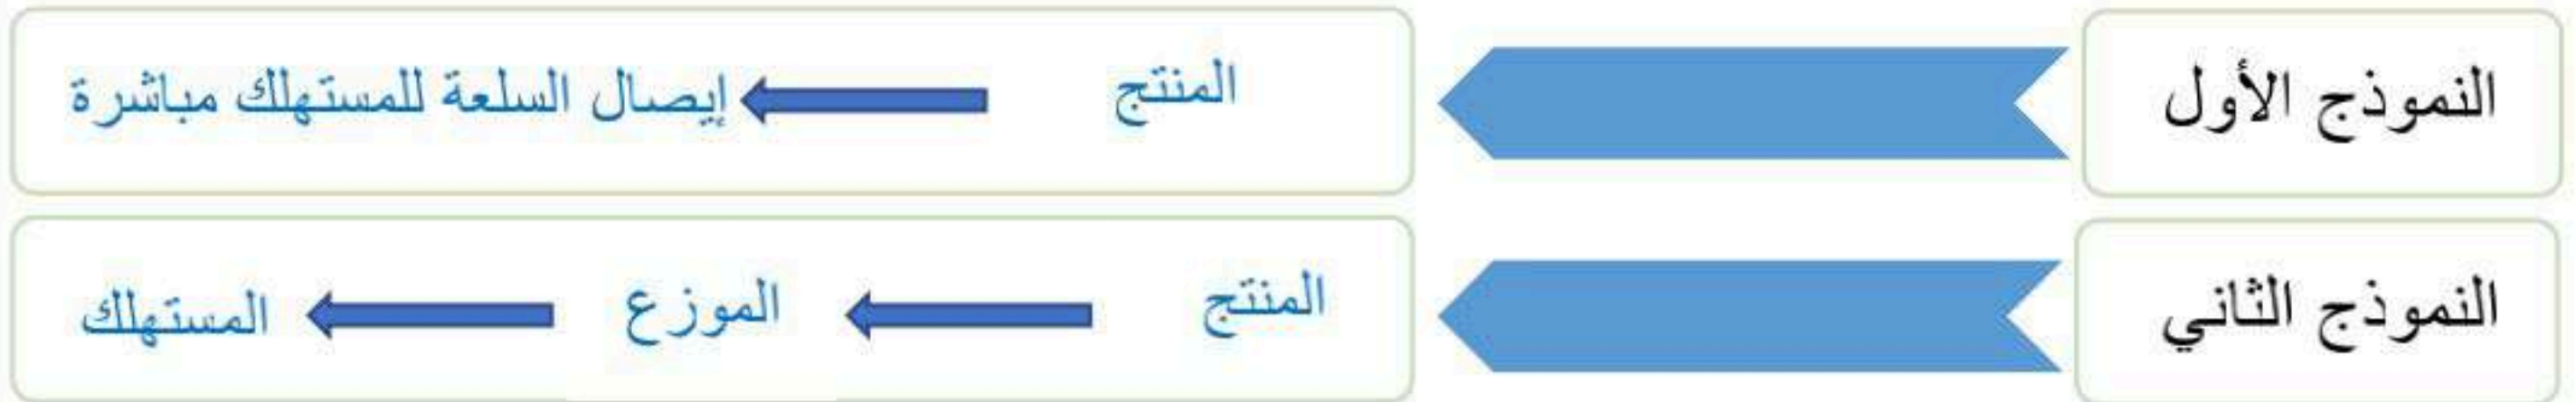 النموذج الأول
المنتج
إيصال السلعة للمستهلك مباشرة
النموذج الثاني
المنتج
الموزع
المستهلك